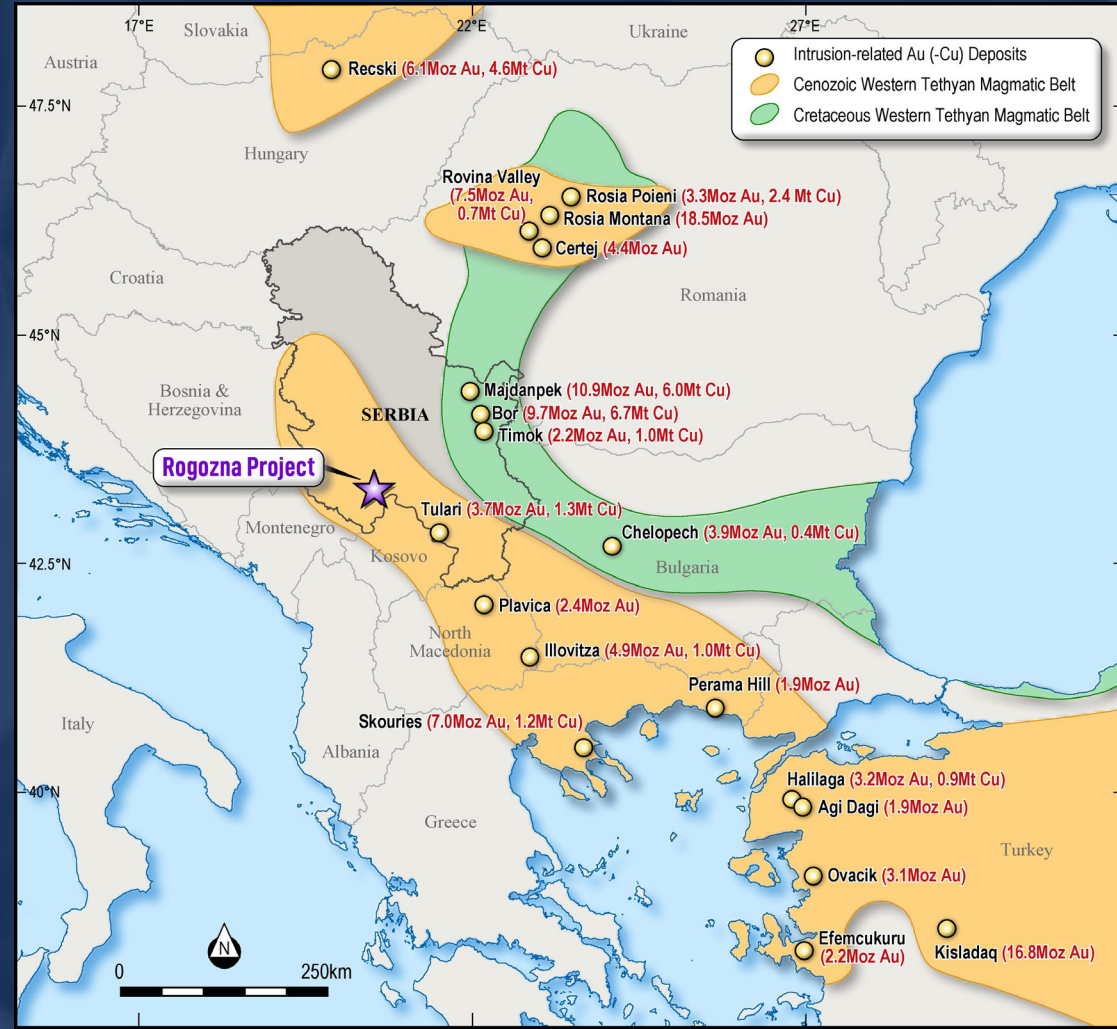 17°E
22°E
27°E
Slovakia
Ukraine
Austria
Intrusion-related Au (-Cu) Deposits
Cenozoic Western Tethyan Magmatic Belt
Cretaceous Western Tethyan Magmatic Belt
Recski (6.1Moz Au, 4.6Mt Cu)
47.5°N
Hungary
Rovina Valley
(7.5Moz Au,
0.7Mt Cu)
Rosia Poieni (3.3Moz Au, 2.4 Mt Cu)
Rosia Montana (18.5Moz Au)
Certej (4.4Moz Au)
Croatia
Romania
45°N
Bosnia &
Herzegovina
SERBIA
Majdanpek (10.9Moz Au, 6.0Mt Cu)
Bor (9.7Moz Au, 6.7Mt Cu)
Timok (2.2Moz Au, 1.0Mt Cu)
Rogozna Project
Tulari (3.7Moz Au, 1.3Mt Cu)
Montenegro
Kosovo
Chelopech (3.9Moz Au, 0.4Mt Cu)
Bulgaria
42.5°N
Plavica (2.4Moz Au)
North
Macedonia
Illovitza (4.9Moz Au, 1.0Mt Cu)
Perama Hill (1.9Moz Au)
Skouries (7.0Moz Au, 1.2Mt Cu)
Italy
Albania
40°N
Halilaga (3.2Moz Au, 0.9Mt Cu)
Agi Dagi (1.9Moz Au)
Greece
Turkey
Ovacik (3.1Moz Au)
Efemcukuru
(2.2Moz Au)
Kisladaq (16.8Moz Au)
N
0 250km